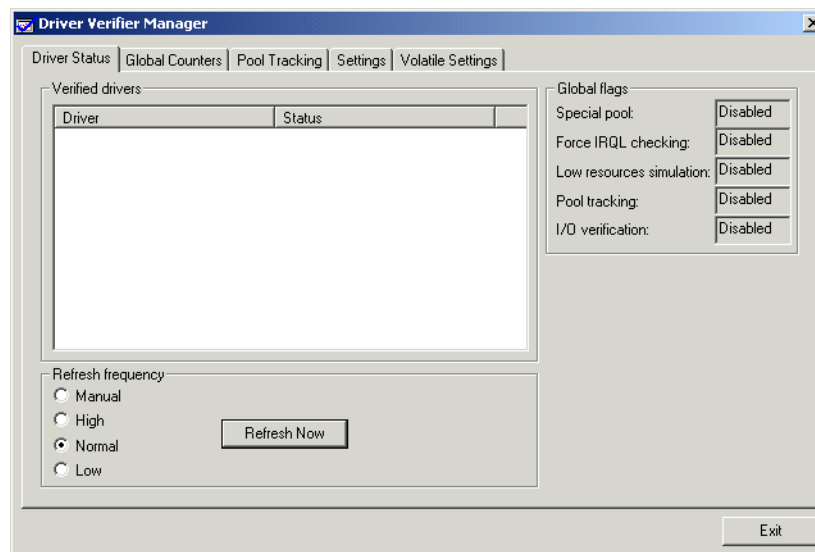 Driver Verifier Manager
Driver Status Global Counters Pool Tracking Settings Volatile Settings
Verified drivers
Driver Status
Global flags
Special pool: Disabled
Force IRQL checking: Disabled
Low resources simulation: Disabled
Pool tracking: Disabled
I/O verification: Disabled
Refresh frequency
Manual
High
Normal
Low
Refresh Now
Exit